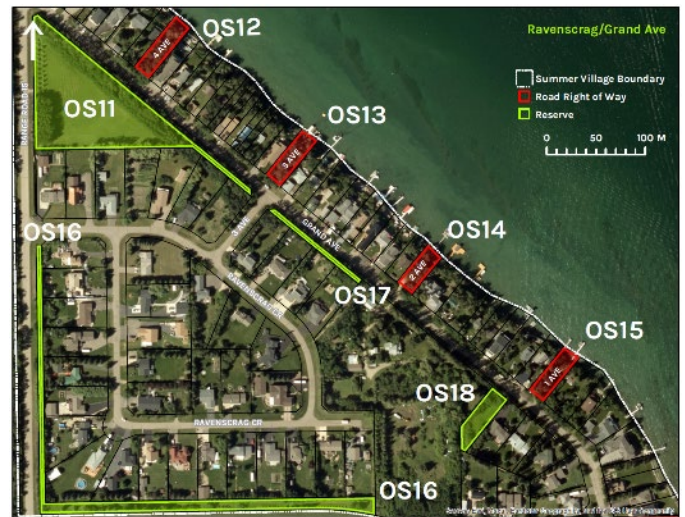 Ravenscrag/Grand Ave
Summer Village Boundary
Road Right of Way
Reserve
0 50 100 M
OS12
4 AVE
OS11
OS13
3 AVE
OS14
2 AVE
OS16
3 AVE
GRAND AVE
RAVENSCRAG CR
OS17
OS15
1 AVE
OS18
RAVENSCRAG CR
OS16